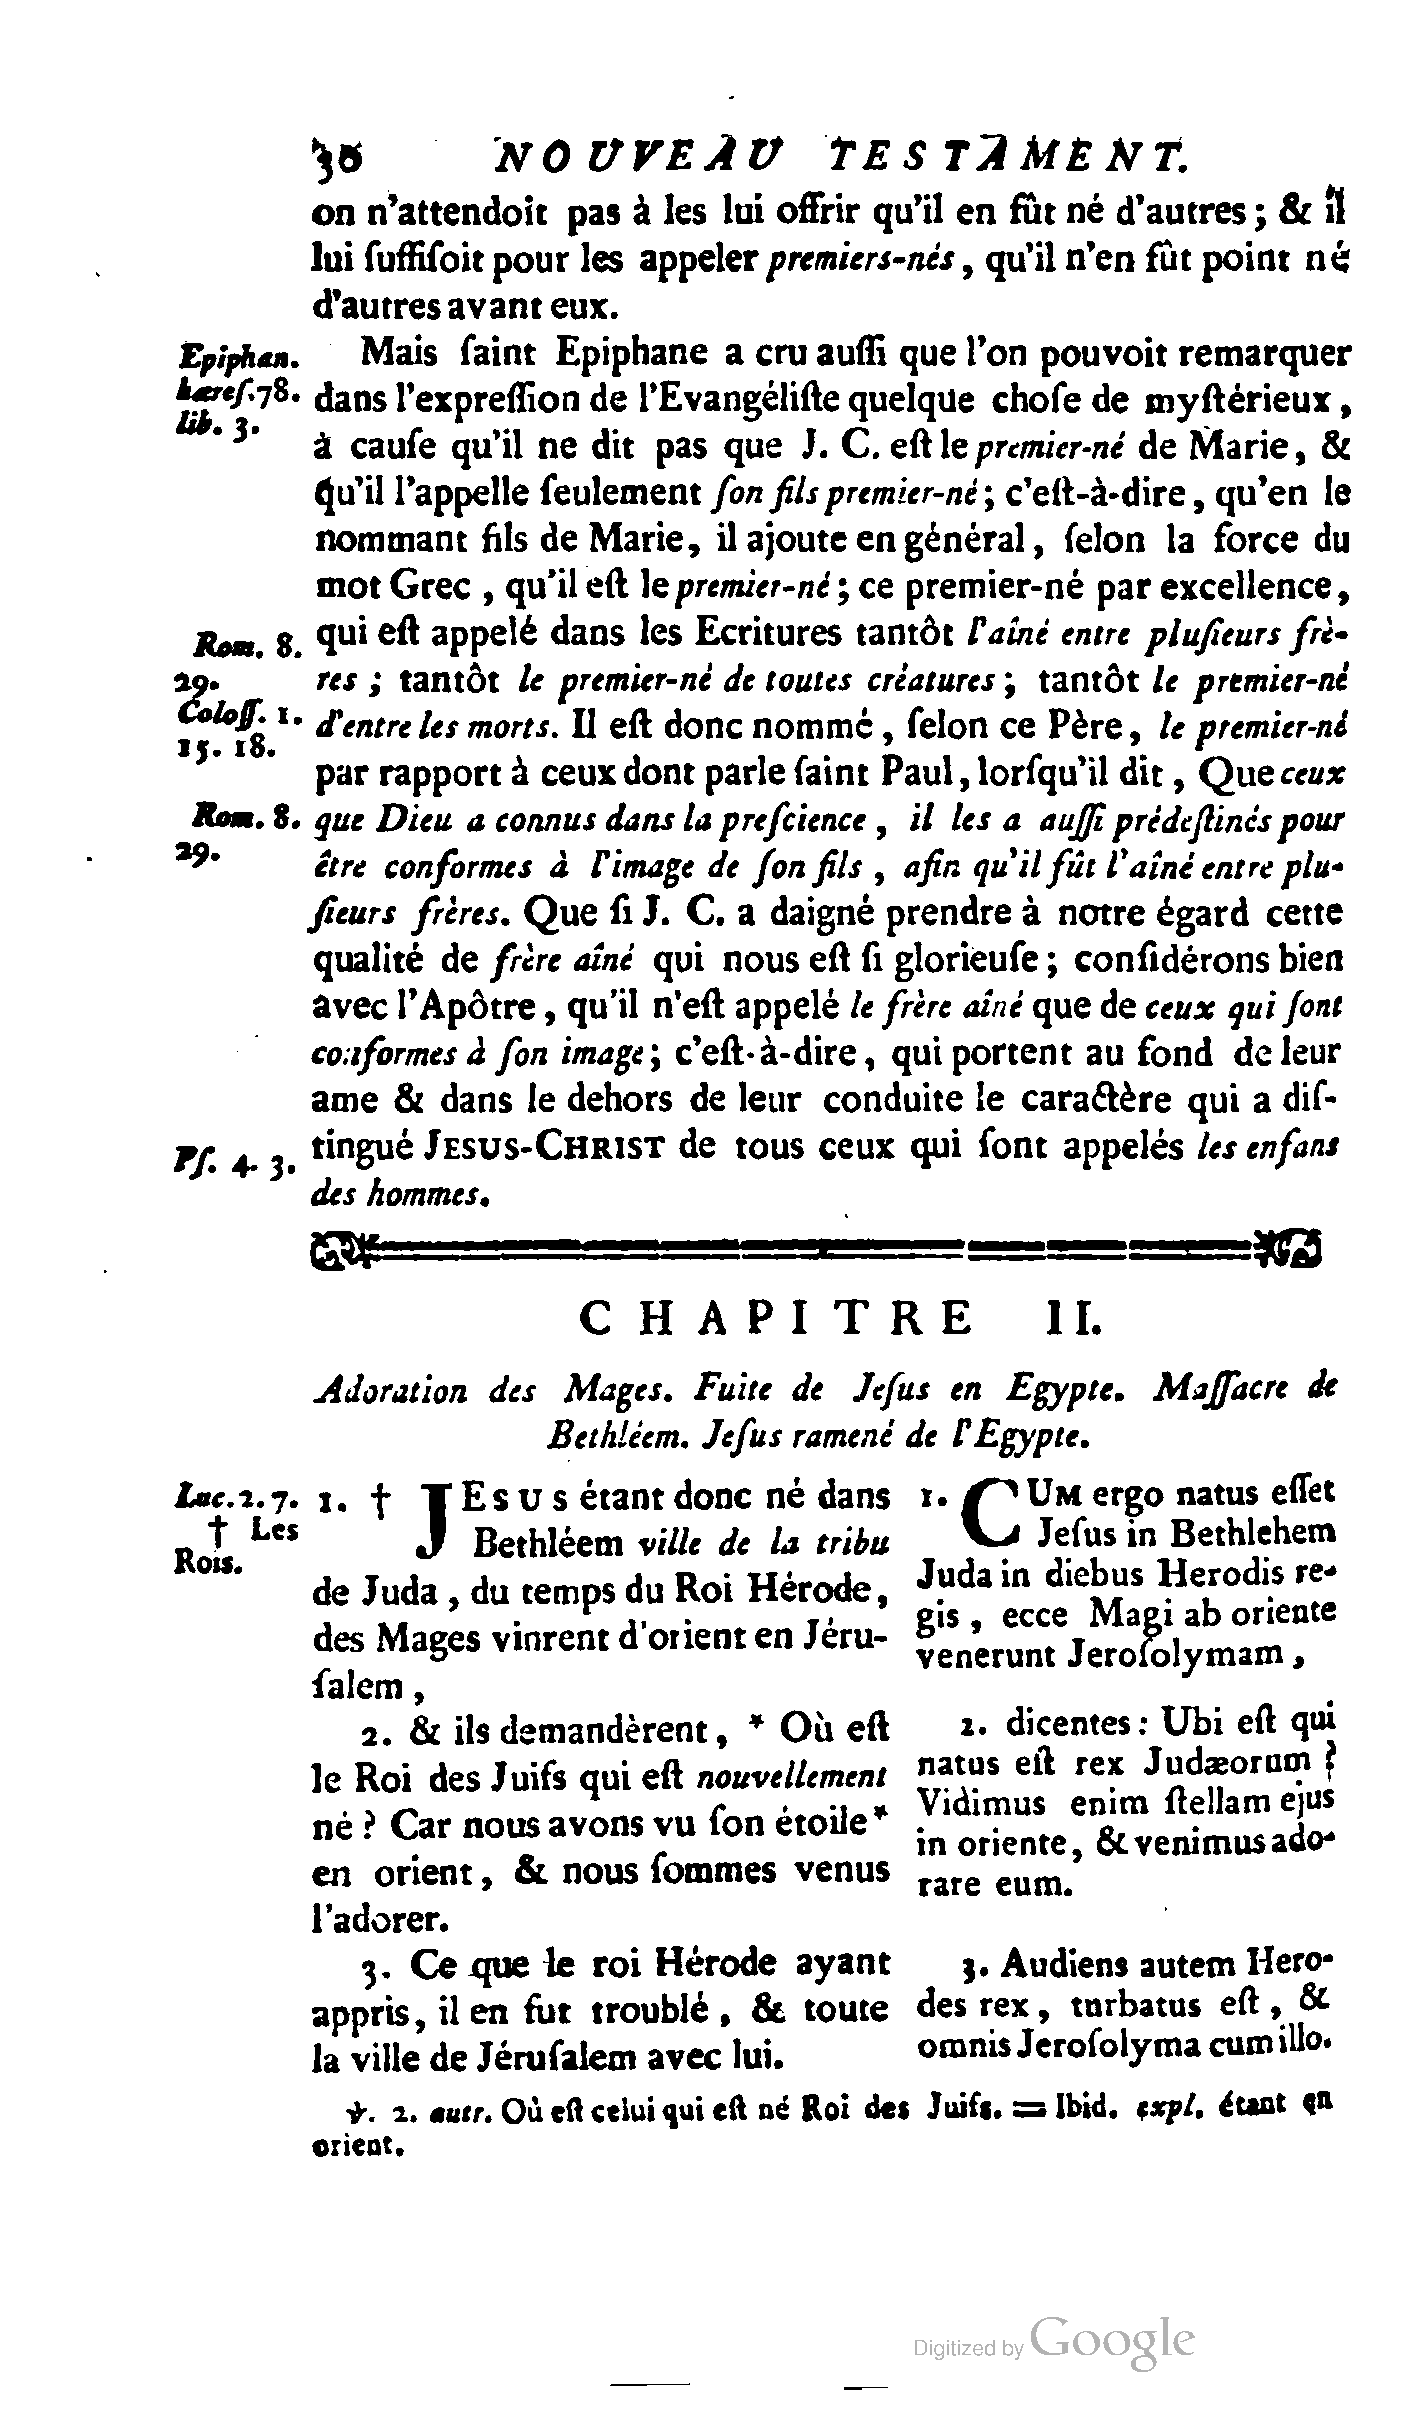 30 NOUVEAU TESTAMENT.
on n'attendoit pas à les lui offrir qu'il en fût né d'autres ; & il
lui ſuffiſoit pour les appeler premiers-nés, qu'il n'en fût point né
d'autres avant eux.
Epiphan.
hæreſ.78.
lib. 3.
Mais ſaint Epiphane a cru auſſi que l'on pouvoit remarquer
dans l'expreſſion de l'Evangéliſte quelque choſe de myſtérieux,
à cauſe qu'il ne dit pas que J. C. eſt le premier-né de Marie, &
qu'il l'appelle ſeulement ſon fils premier-né ; c'eſt-à-dire, qu'en le
nommant fils de Marie, il ajoute en général, ſelon la force du
mot Grec, qu'il eſt le premier-né ; ce premier-né par excellence,
Rom. 8.
29.
Coloſſ. 1.
15. 18.
qui eſt appelé dans les Ecritures tantôt l'aîné entre pluſieurs frè-
res ; tantôt le premier-né de toutes créatures ; tantôt le premier-né
d'entre les morts. Il eſt donc nommé, ſelon ce Père, le premier-né
par rapport à ceux dont parle ſaint Paul, lorſqu'il dit, Que ceux
Rom. 8.
29.
que Dieu a connus dans la preſcience, il les a auſſi prédeſtinés pour
être conformes à l'image de ſon fils, afin qu'il fût l'aîné entre plu-
ſieurs frères. Que ſi J. C. a daigné prendre à notre égard cette
qualité de frère aîné qui nous eſt ſi glorieuſe ; conſidérons bien
avec l'Apôtre, qu'il n'eſt appelé le frère aîné que de ceux qui ſont
conformes à ſon image ; c'eſt-à-dire, qui portent au fond de leur
ame & dans le dehors de leur conduite le caractère qui a diſ-
Pſ. 4. 3.
tingué JESUS-CHRIST de tous ceux qui ſont appelés les enfans
des hommes.
CHAPITRE II.
Adoration des Mages. Fuite de Jeſus en Egypte. Maſſacre de
Bethléem. Jeſus ramené de l'Egypte.
Luc. 2. 7.
† Les
Rois.
1. † JEsus étant donc né dans
Bethléem ville de la tribu
de Juda, du temps du Roi Hérode,
des Mages vinrent d'orient en Jéru-
ſalem,
2. & ils demandèrent, * Où eſt
le Roi des Juifs qui eſt nouvellement
né ? Car nous avons vu ſon étoile *
en orient, & nous ſommes venus
l'adorer.
3. Ce que le roi Hérode ayant
appris, il en fut troublé, & toute
la ville de Jéruſalem avec lui.
1. CUM ergo natus eſſet
Jeſus in Bethlehem
Juda in diebus Herodis re-
gis, ecce Magi ab oriente
venerunt Jeroſolymam,
2. dicentes : Ubi eſt qui
natus eſt rex Judæorum ?
Vidimus enim ſtellam ejus
in oriente, & venimus ado-
rare eum.
3. Audiens autem Hero-
des rex, turbatus eſt, &
omnis Jeroſolyma cum illo.
℣. 2. autr. Où eſt celui qui eſt né Roi des Juifs. = Ibid. expl. étant en
orient.
Digitized by Google